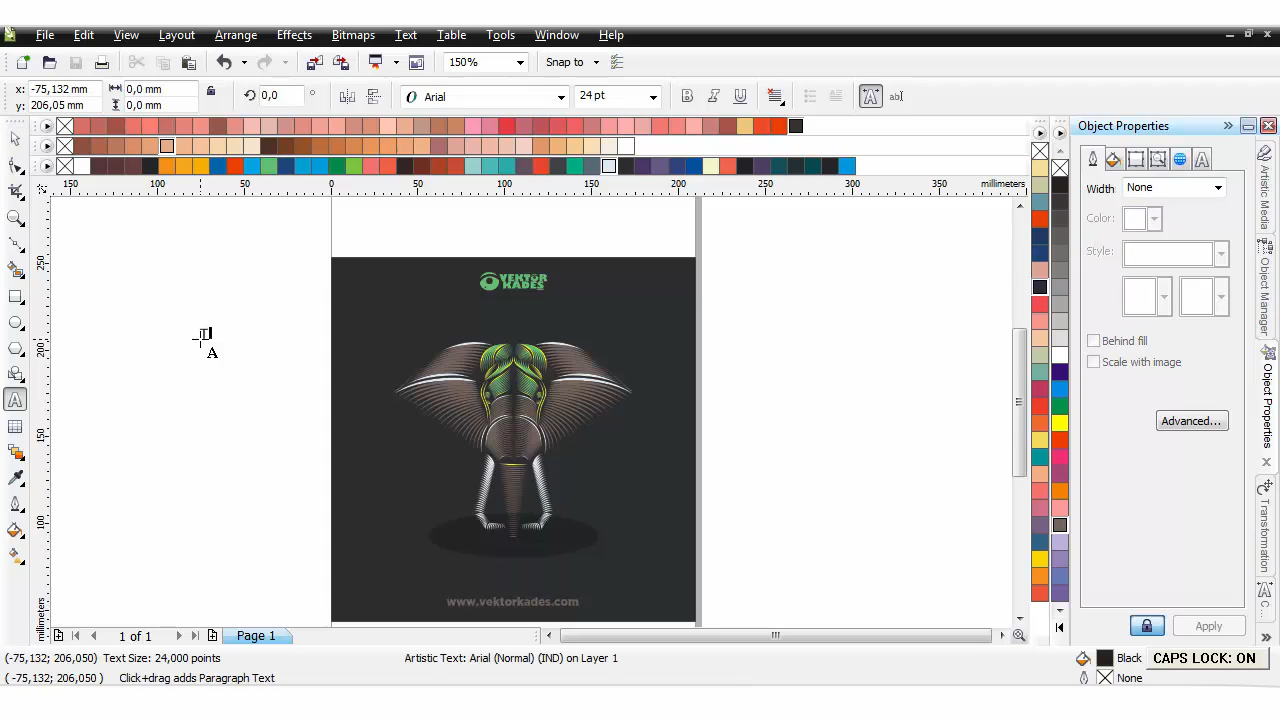 File Edit View Layout Arrange Effects Bitmaps Text Table Tools Window Help
150% Snap to
x: -75,132 mm 0,0 mm 0,0 ° Arial 24 pt
y: 206,05 mm 0,0 mm
Object Properties
150 100 50 0 50 100 150 200 250 300 350 millimeters
Width: None
Color:
Style:
Behind fill
Scale with image
Advanced...
Apply
Artistic Media
Object Manager
Object Properties
Transformation
C...
250
200
150
100
millimeters
VEKTOR
KADES
www.vektorkades.com
A
1 of 1 Page 1
(-75,132; 206,050) Text Size: 24,000 points Artistic Text: Arial (Normal) (IND) on Layer 1 Black CAPS LOCK: ON
( -75,132; 206,050 ) Click+drag adds Paragraph Text None